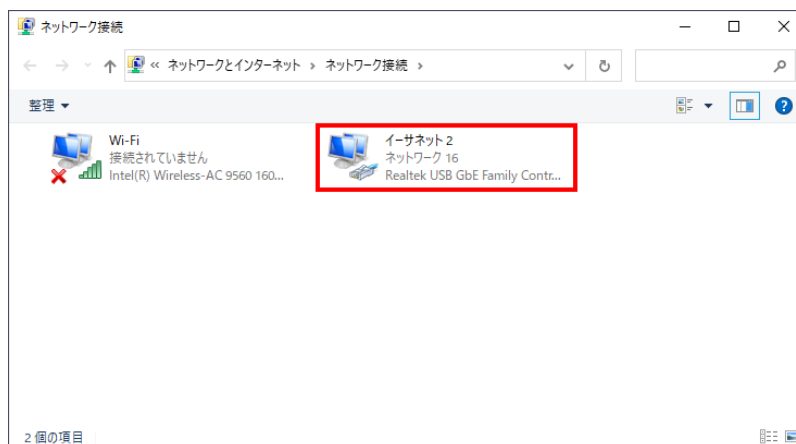 ネットワーク接続
« ネットワークとインターネット › ネットワーク接続 ›
整理
Wi-Fi
接続されていません
Intel(R) Wireless-AC 9560 160...
イーサネット 2
ネットワーク 16
Realtek USB GbE Family Contr...
2 個の項目